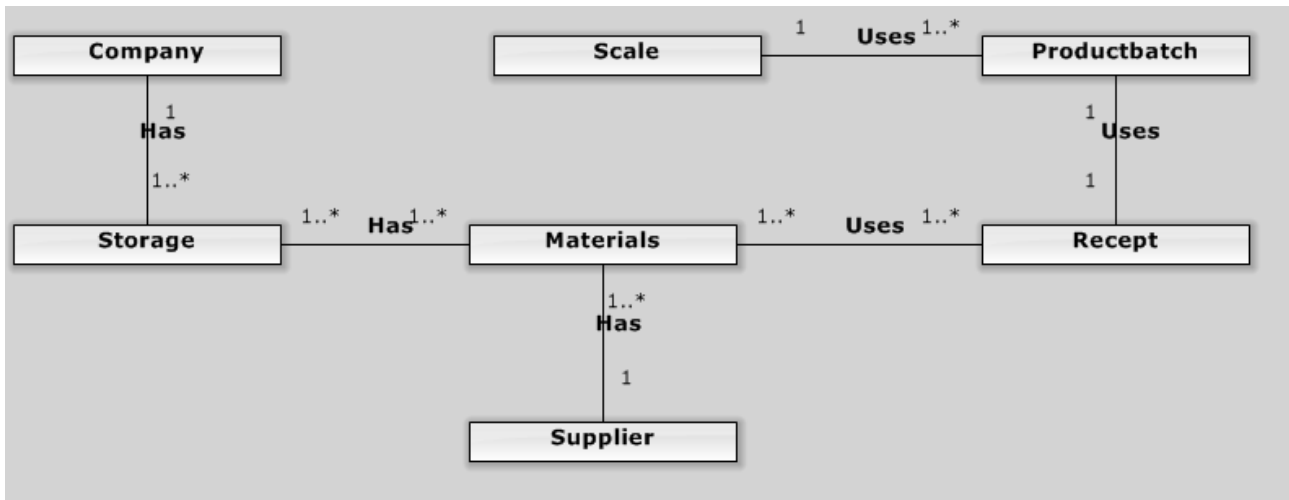 Company
Scale
1 Uses 1..*
Productbatch
1
Has
1..*
1
Uses
1
Storage
1..* Has 1..*
Materials
1..* Uses 1..*
Recept
1..*
Has
1
Supplier